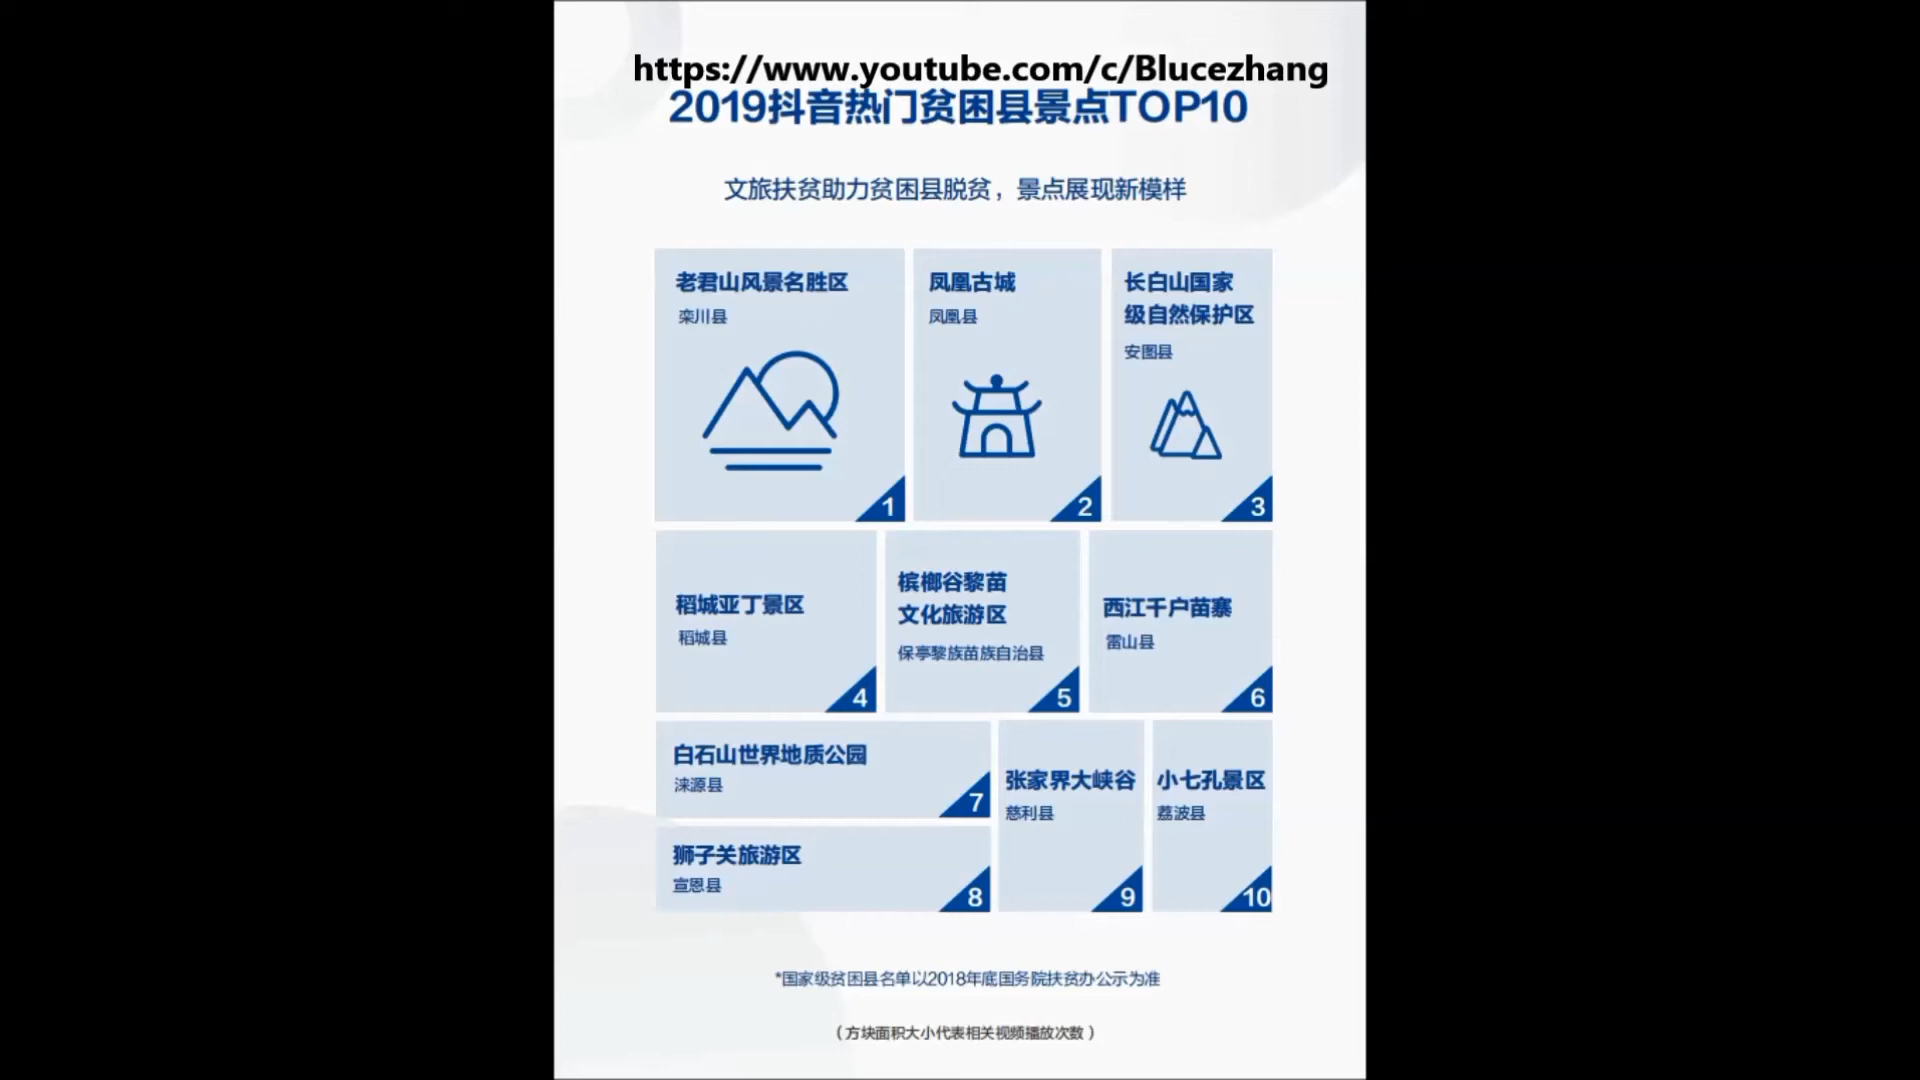 https://www.youtube.com/c/Blucezhang
2019抖音热门贫困县景点TOP10
文旅扶贫助力贫困县脱贫，景点展现新模样
老君山风景名胜区
栾川县
1
凤凰古城
凤凰县
2
长白山国家
级自然保护区
安图县
3
稻城亚丁景区
稻城县
4
槟榔谷黎苗
文化旅游区
保亭黎族苗族自治县
5
西江千户苗寨
雷山县
6
白石山世界地质公园
涞源县
7
狮子关旅游区
宣恩县
8
张家界大峡谷
慈利县
9
小七孔景区
荔波县
10
*国家级贫困县名单以2018年底国务院扶贫办公示为准
（方块面积大小代表相关视频播放次数）